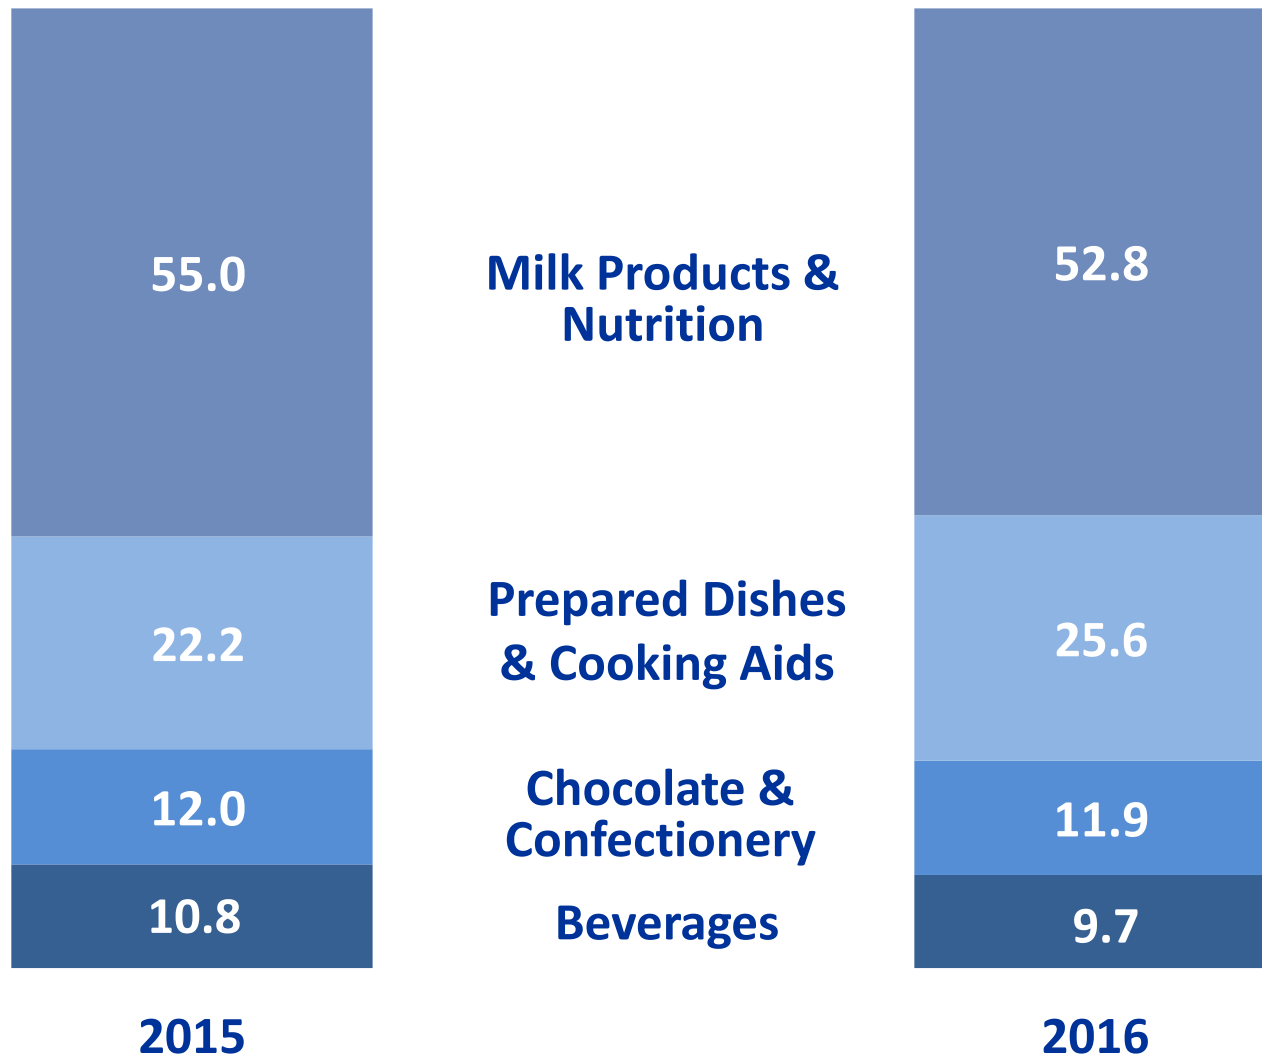 55.0
Milk Products &
Nutrition
52.8
22.2
Prepared Dishes
& Cooking Aids
25.6
12.0
Chocolate &
Confectionery
11.9
10.8
Beverages
9.7
2015
2016